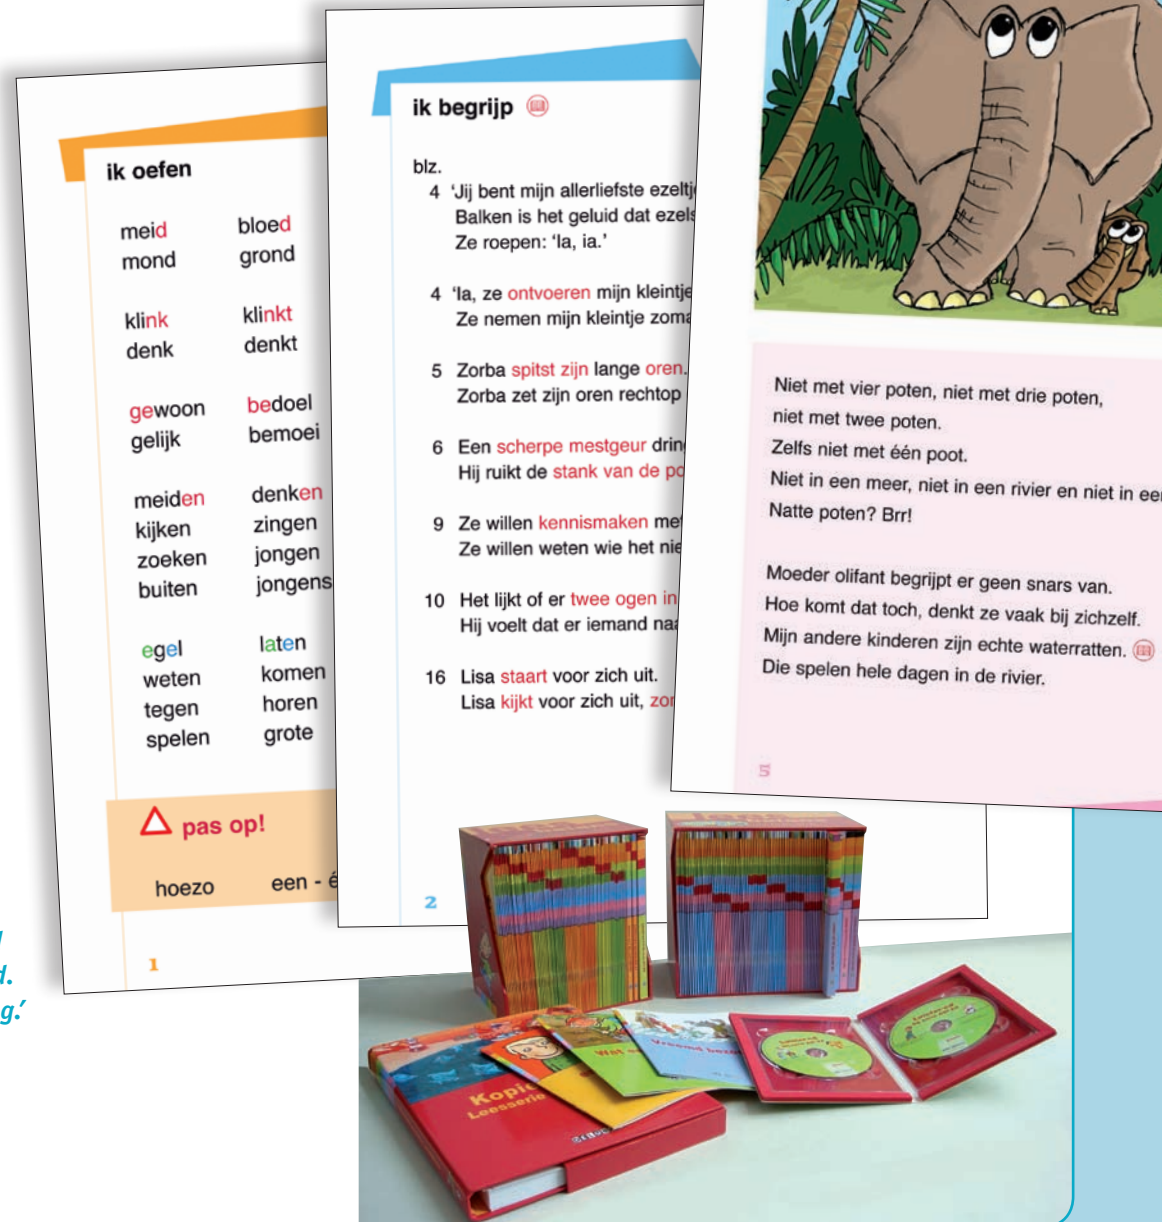 ik oefen
meid bloed
mond grond
klink klinkt
denk denkt
gewoon bedoel
gelijk bemoei
meiden denken
kijken zingen
zoeken jongen
buiten jongens
egel laten
weten komen
tegen horen
spelen grote
pas op!
hoezo een -
1
ik begrijp
blz.
4 'Jij bent mijn allerliefste
Balken is het geluid dat
Ze roepen: 'Ia, ia.'
4 'Ia, ze ontvoeren mijn kleintje
Ze nemen mijn kleintje
5 Zorba spitst zijn lange oren.
Zorba zet zijn oren rechtop
6 Een scherpe mestgeur
Hij ruikt de stank van de
9 Ze willen kennismaken
Ze willen weten wie het
10 Het lijkt of er twee ogen in
Hij voelt dat er iemand
16 Lisa staart voor zich uit.
Lisa kijkt voor zich uit,
2
Niet met vier poten, niet met drie poten,
niet met twee poten.
Zelfs niet met één poot.
Niet in een meer, niet in een rivier en niet in
Natte poten? Brr!
Moeder olifant begrijpt er geen snars van.
Hoe komt dat toch, denkt ze vaak bij zichzelf.
Mijn andere kinderen zijn echte waterratten.
Die spelen hele dagen in de rivier.
5
d.
g.'
Leesserie
Wat
Vreemd